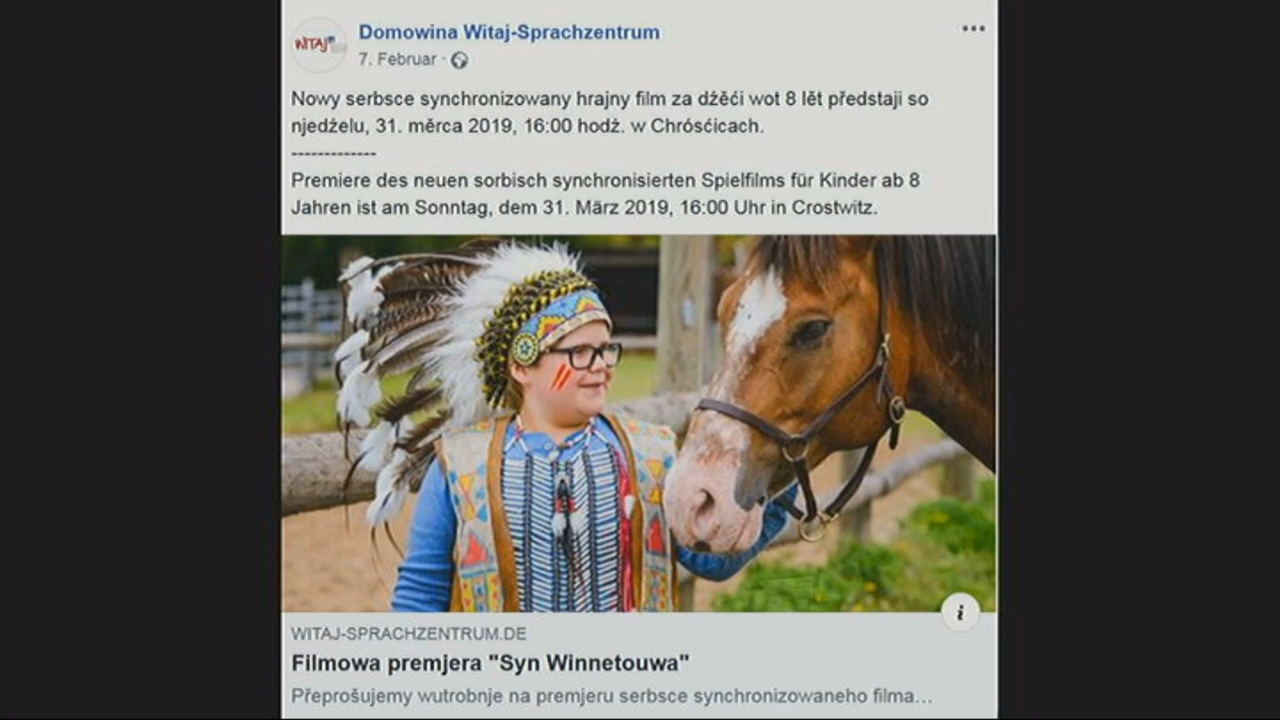 WITAJ
Domowina Witaj-Sprachzentrum
7. Februar ·
Nowy serbsce synchronizowany hrajny film za dźěći wot 8 lět předstaji so
njedźelu, 31. měrca 2019, 16:00 hodź. w Chrósćicach.
-------------
Premiere des neuen sorbisch synchronisierten Spielfilms für Kinder ab 8
Jahren ist am Sonntag, dem 31. März 2019, 16:00 Uhr in Crostwitz.
i
WITAJ-SPRACHZENTRUM.DE
Filmowa premjera "Syn Winnetouwa"
Přeprošujemy wutrobnje na premjeru serbsce synchronizowaneho filma...